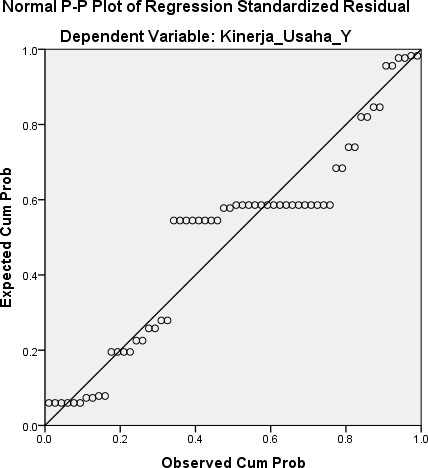 Normal P-P Plot of Regression Standardized Residual
Dependent Variable: Kinerja_Usaha_Y
Expected Cum Prob
1.0
0.8
0.6
0.4
0.2
0.0
0.0 0.2 0.4 0.6 0.8 1.0
Observed Cum Prob